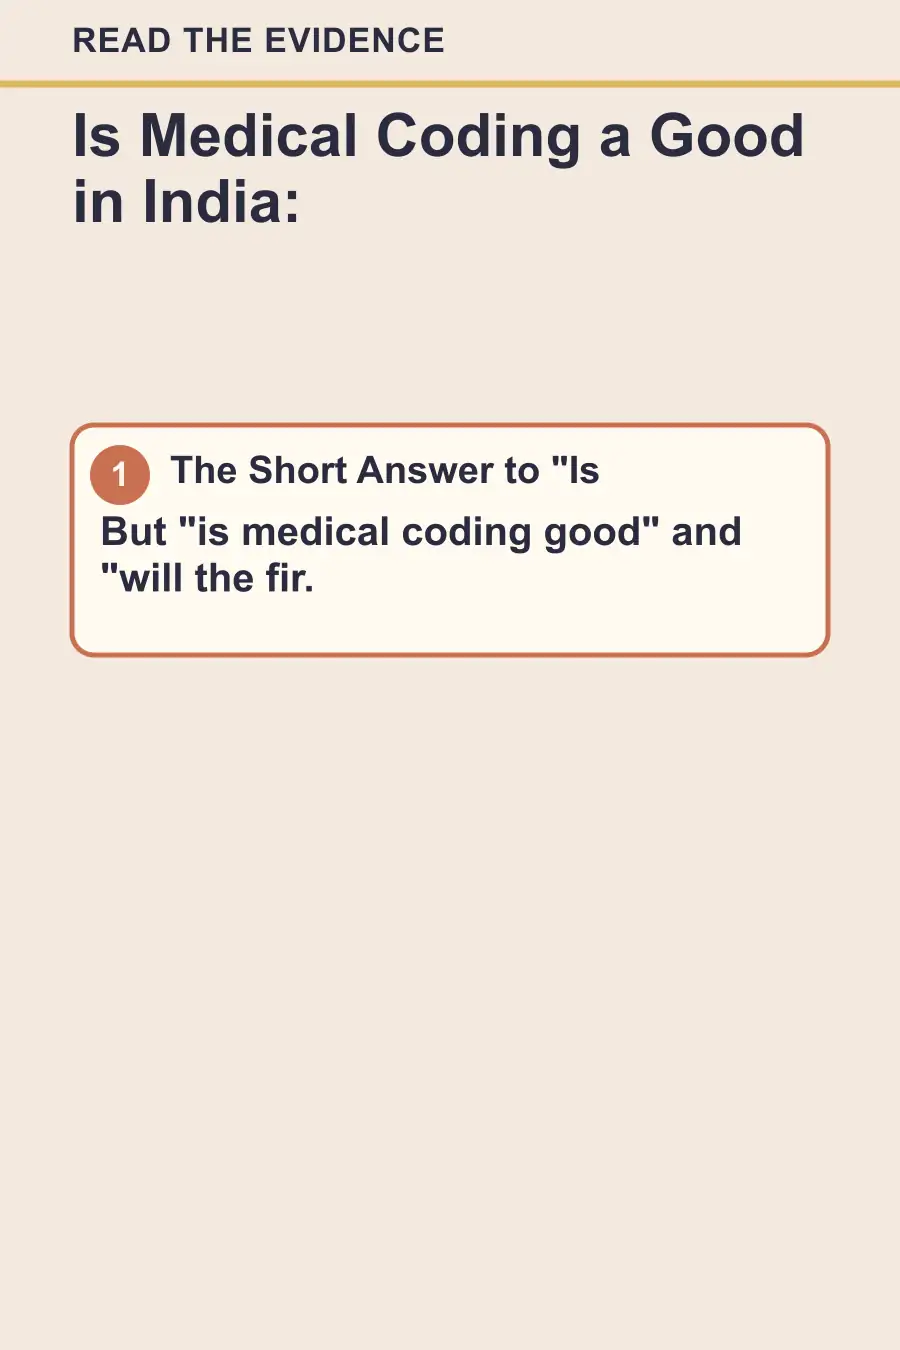 READ THE EVIDENCE
Is Medical Coding a Good
in India:
1 The Short Answer to "Is
But "is medical coding good" and
"will the fir.